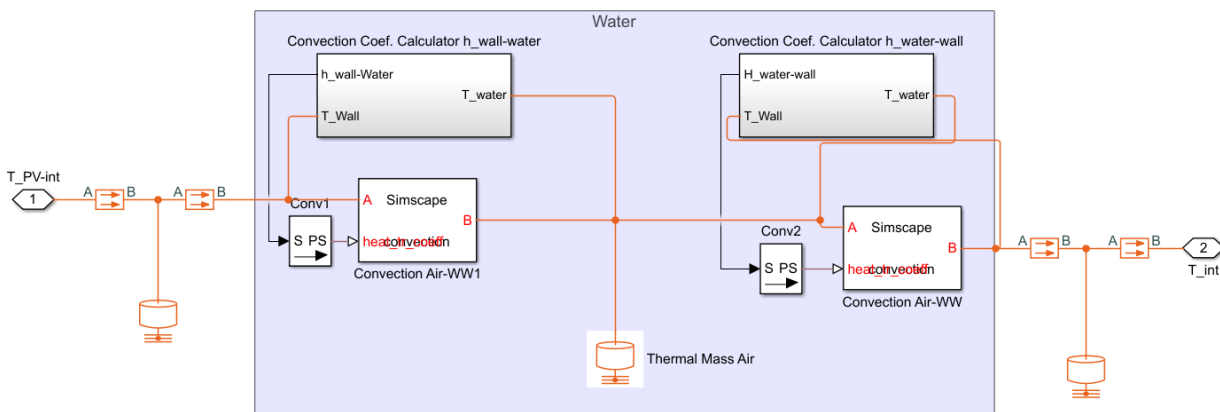 Water
Convection Coef. Calculator h_wall-water
h_wall-Water
T_water
T_Wall
Convection Coef. Calculator h_water-wall
H_water-wall
T_water
T_Wall
T_PV-int
1
A
B
A
B
Conv1
S PS
A
Simscape
B
convection
Convection Air-WW1
Conv2
S PS
A
Simscape
B
convection
Convection Air-WW
A
B
A
B
2
T_int
Thermal Mass Air